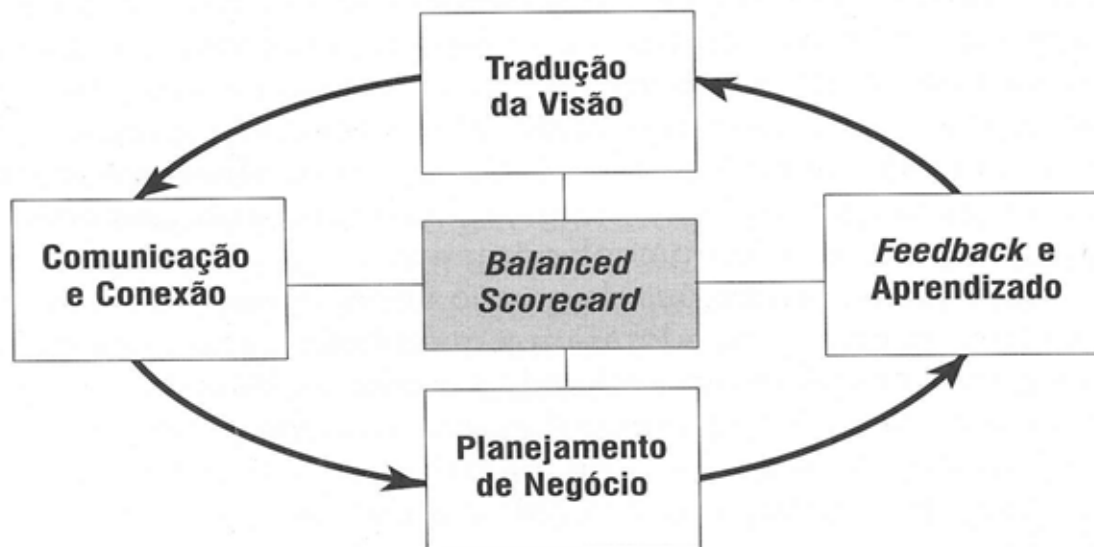 Tradução
da Visão
Comunicação
e Conexão
Balanced
Scorecard
Feedback e
Aprendizado
Planejamento
de Negócio